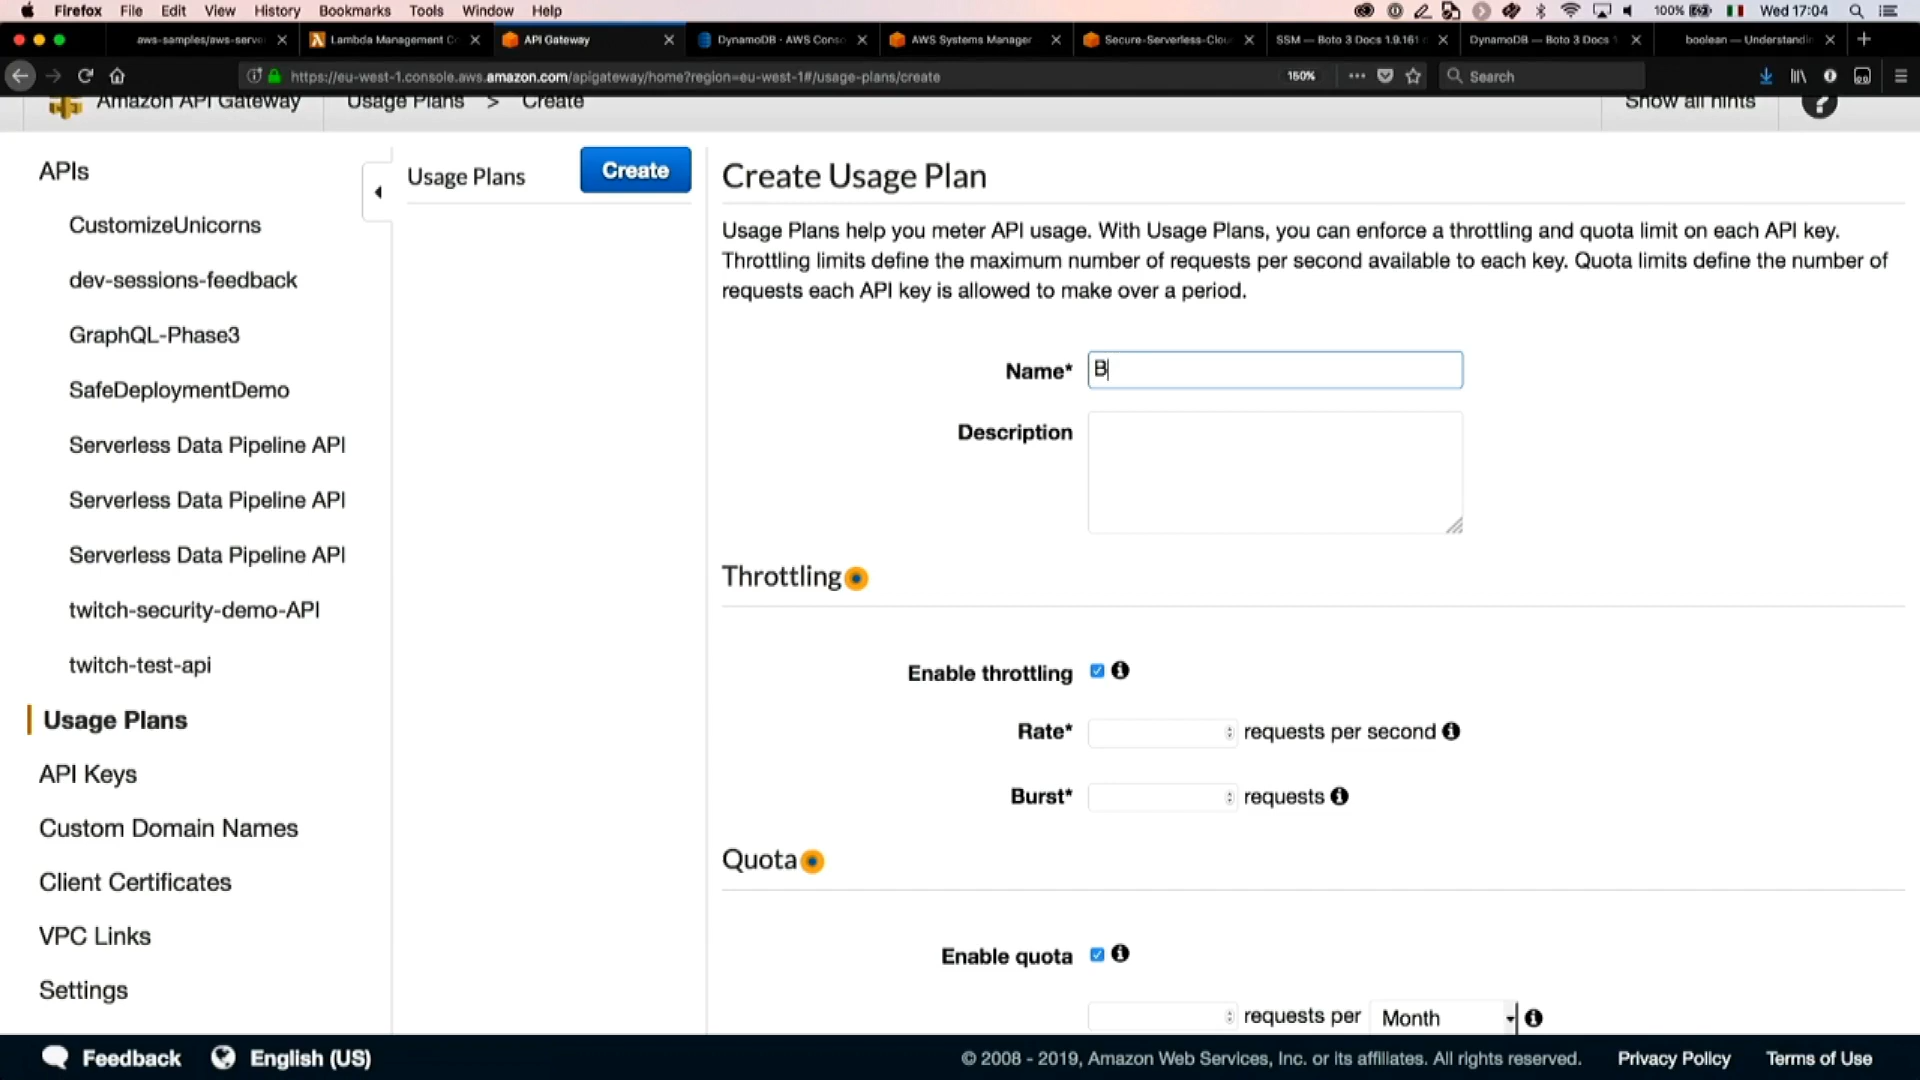 Firefox File Edit View History Bookmarks Tools Window Help 100% Wed 17:04
aws-samples/aws-serve Lambda Management Co API Gateway DynamoDB · AWS Cons AWS Systems Manager Secure-Serverless-Clou SSM — Boto 3 Docs 1.9.161 DynamoDB — Boto 3 Docs 1 boolean — Understandin
https://eu-west-1.console.aws.amazon.com/apigateway/home?region=eu-west-1#/usage-plans/create 150% Search
Amazon API Gateway Usage Plans > Create Show all hints
APIs
CustomizeUnicorns
dev-sessions-feedback
GraphQL-Phase3
SafeDeploymentDemo
Serverless Data Pipeline API
Serverless Data Pipeline API
Serverless Data Pipeline API
twitch-security-demo-API
twitch-test-api
Usage Plans
API Keys
Custom Domain Names
Client Certificates
VPC Links
Settings
Usage Plans Create
Create Usage Plan
Usage Plans help you meter API usage. With Usage Plans, you can enforce a throttling and quota limit on each API key.
Throttling limits define the maximum number of requests per second available to each key. Quota limits define the number of
requests each API key is allowed to make over a period.
Name* B
Description
Throttling
Enable throttling
Rate* requests per second
Burst* requests
Quota
Enable quota
requests per Month
Feedback English (US) © 2008 - 2019, Amazon Web Services, Inc. or its affiliates. All rights reserved. Privacy Policy Terms of Use